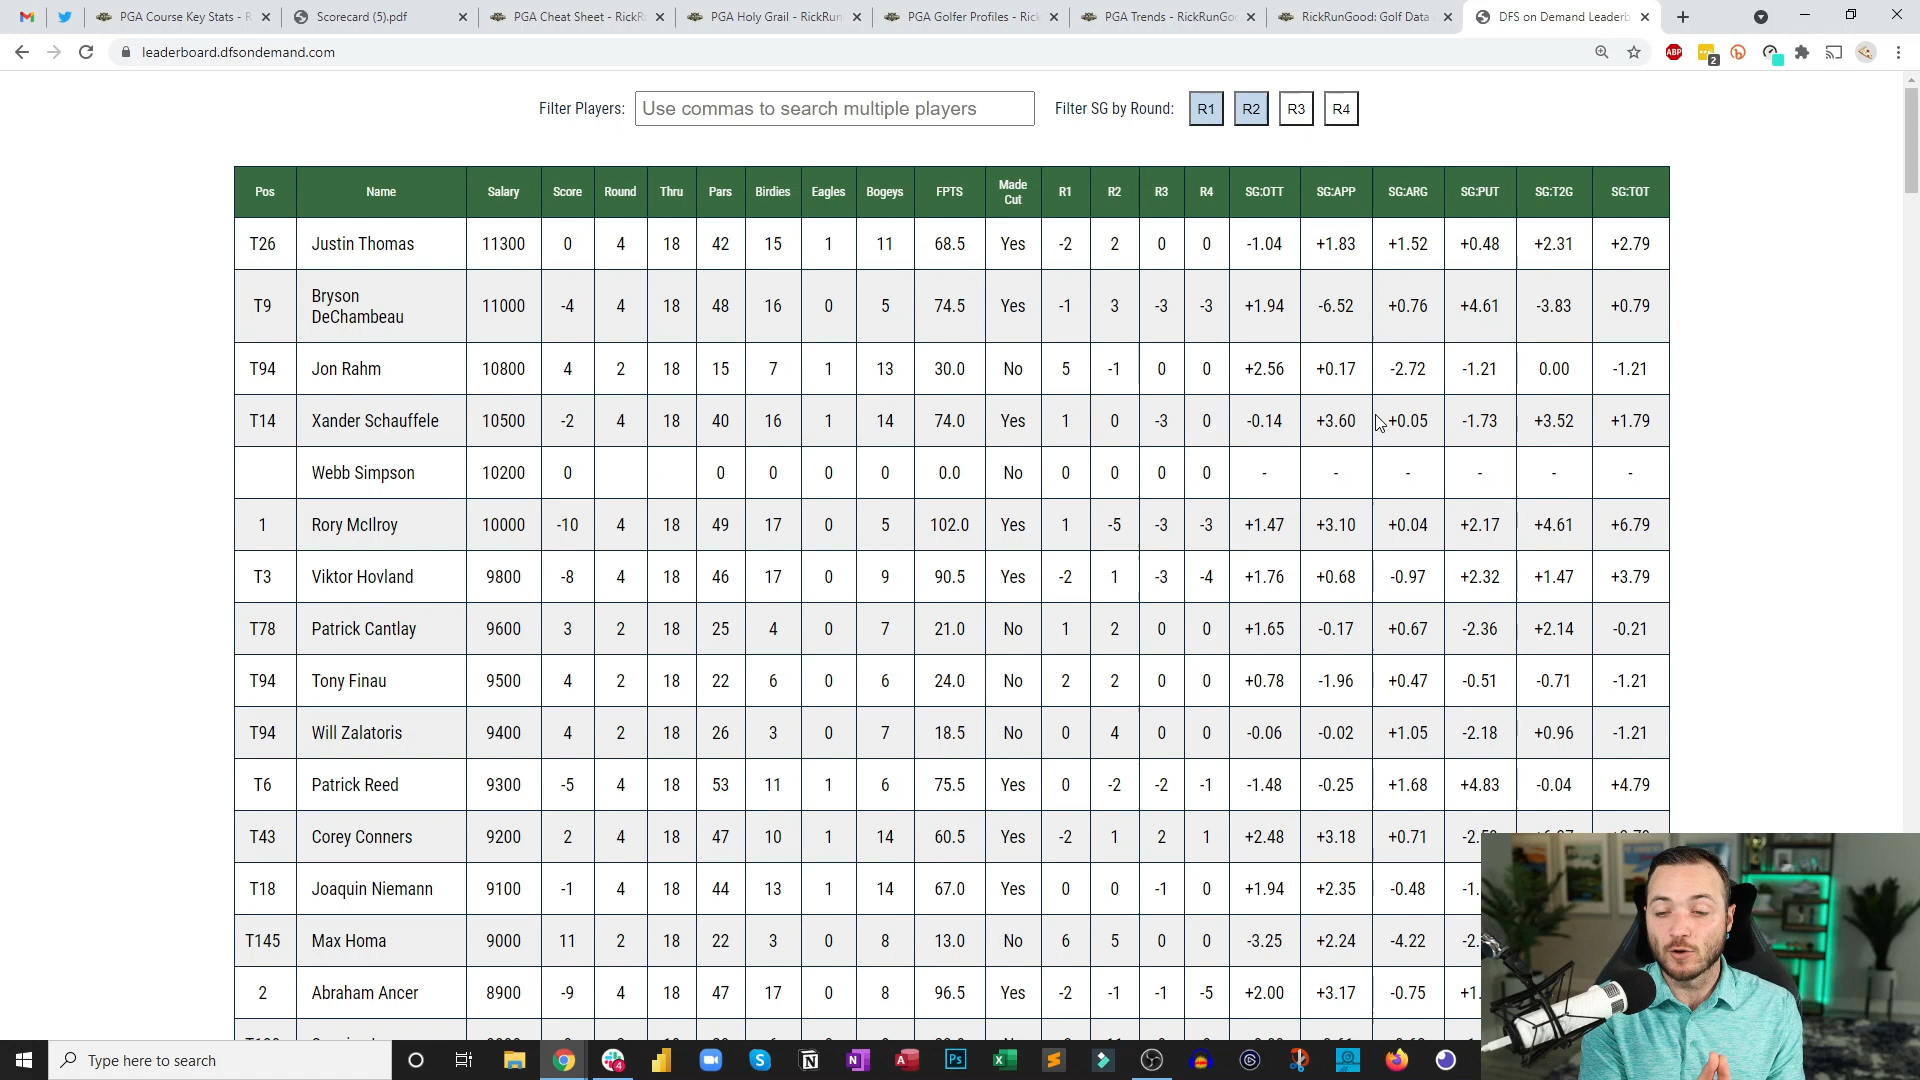 PGA Course Key Stats - R
Scorecard (5).pdf
PGA Cheat Sheet - RickR
PGA Holy Grail - RickRun
PGA Golfer Profiles - Rick
PGA Trends - RickRunGo
RickRunGood: Golf Data
DFS on Demand Leaderb
leaderboard.dfsondemand.com
ABP
2
Filter Players: Use commas to search multiple players Filter SG by Round: R1 R2 R3 R4
Pos Name Salary Score Round Thru Pars Birdies Eagles Bogeys FPTS Made Cut R1 R2 R3 R4 SG:OTT SG:APP SG:ARG SG:PUT SG:T2G SG:TOT
T26 Justin Thomas 11300 0 4 18 42 15 1 11 68.5 Yes -2 2 0 0 -1.04 +1.83 +1.52 +0.48 +2.31 +2.79
T9 Bryson DeChambeau 11000 -4 4 18 48 16 0 5 74.5 Yes -1 3 -3 -3 +1.94 -6.52 +0.76 +4.61 -3.83 +0.79
T94 Jon Rahm 10800 4 2 18 15 7 1 13 30.0 No 5 -1 0 0 +2.56 +0.17 -2.72 -1.21 0.00 -1.21
T14 Xander Schauffele 10500 -2 4 18 40 16 1 14 74.0 Yes 1 0 -3 0 -0.14 +3.60 +0.05 -1.73 +3.52 +1.79
Webb Simpson 10200 0 0 0 0 0 0.0 No 0 0 0 0 - - - - - -
1 Rory McIlroy 10000 -10 4 18 49 17 0 5 102.0 Yes 1 -5 -3 -3 +1.47 +3.10 +0.04 +2.17 +4.61 +6.79
T3 Viktor Hovland 9800 -8 4 18 46 17 0 9 90.5 Yes -2 1 -3 -4 +1.76 +0.68 -0.97 +2.32 +1.47 +3.79
T78 Patrick Cantlay 9600 3 2 18 25 4 0 7 21.0 No 1 2 0 0 +1.65 -0.17 +0.67 -2.36 +2.14 -0.21
T94 Tony Finau 9500 4 2 18 22 6 0 6 24.0 No 2 2 0 0 +0.78 -1.96 +0.47 -0.51 -0.71 -1.21
T94 Will Zalatoris 9400 4 2 18 26 3 0 7 18.5 No 0 4 0 0 -0.06 -0.02 +1.05 -2.18 +0.96 -1.21
T6 Patrick Reed 9300 -5 4 18 53 11 1 6 75.5 Yes 0 -2 -2 -1 -1.48 -0.25 +1.68 +4.83 -0.04 +4.79
T43 Corey Conners 9200 2 4 18 47 10 1 14 60.5 Yes -2 1 2 1 +2.48 +3.18 +0.71 -2.
T18 Joaquin Niemann 9100 -1 4 18 44 13 1 14 67.0 Yes 0 0 -1 0 +1.94 +2.35 -0.48 -1.
T145 Max Homa 9000 11 2 18 22 3 0 8 13.0 No 6 5 0 0 -3.25 +2.24 -4.22 -2.
2 Abraham Ancer 8900 -9 4 18 47 17 0 8 96.5 Yes -2 -1 -1 -5 +2.00 +3.17 -0.75 +1.
Type here to search
4
Ps